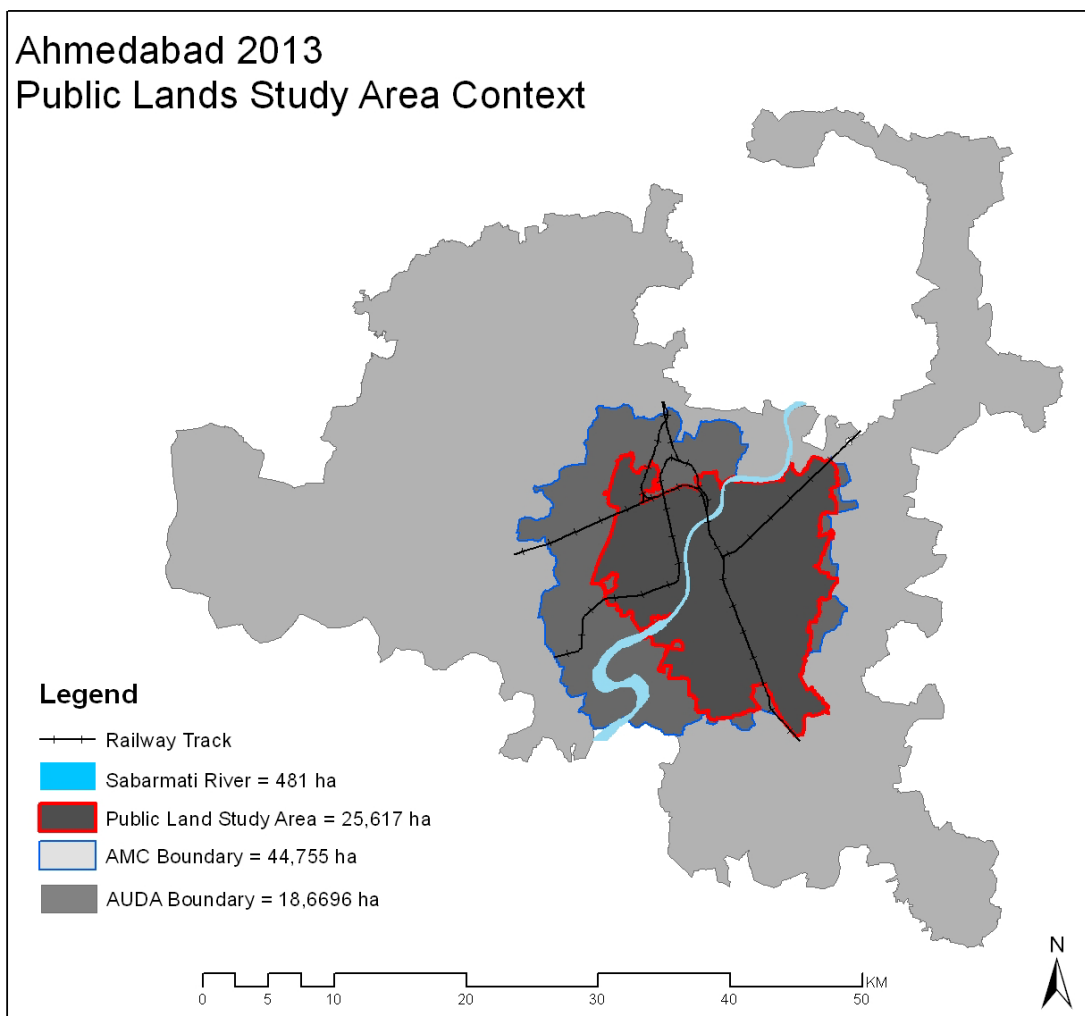 Ahmedabad 2013
Public Lands Study Area Context
Legend
Railway Track
Sabarmati River = 481 ha
Public Land Study Area = 25,617 ha
AMC Boundary = 44,755 ha
AUDA Boundary = 18,6696 ha
0 5 10 20 30 40 50 KM
N